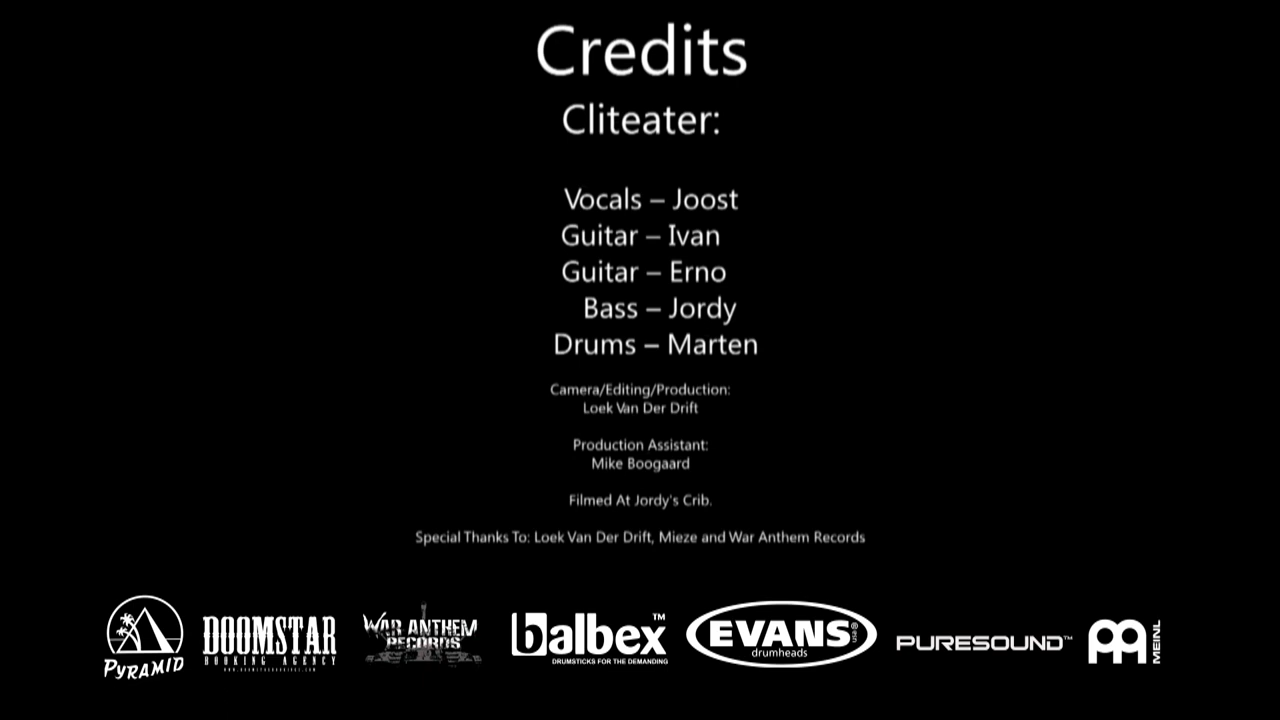 Credits
Cliteater:
Vocals – Joost
Guitar – Ivan
Guitar – Erno
Bass – Jordy
Drums – Marten
Camera/Editing/Production:
Loek Van Der Drift
Production Assistant:
Mike Boogaard
Filmed At Jordy's Crib.
Special Thanks To: Loek Van Der Drift, Mieze and War Anthem Records
PYRAMID
DOOMSTAR
BOOKING AGENCY
WAR ANTHEM
RECORDS
balbex™
DRUMSTICKS FOR THE DEMANDING
EVANS
drumheads
PURESOUND™
MEINL